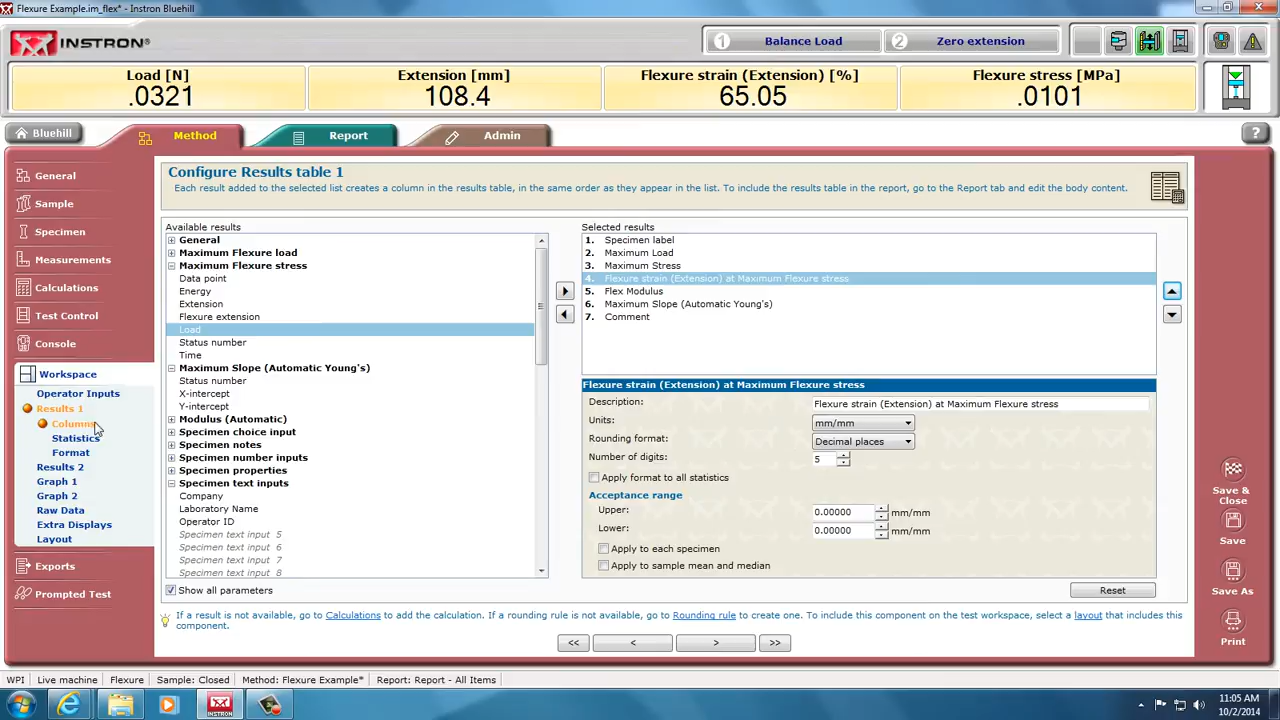 Flexure Example.im_flex* - Instron Bluehill
INSTRON®
1 Balance Load
2 Zero extension
Load [N]
.0321
Extension [mm]
108.4
Flexure strain (Extension) [%]
65.05
Flexure stress [MPa]
.0101
Bluehill
Method
Report
Admin
?
General
Sample
Specimen
Measurements
Calculations
Test Control
Console
Workspace
Operator Inputs
Results 1
Columns
Statistics
Format
Results 2
Graph 1
Graph 2
Raw Data
Extra Displays
Layout
Exports
Prompted Test
Configure Results table 1
Each result added to the selected list creates a column in the results table, in the same order as they appear in the list. To include the results table in the report, go to the Report tab and edit the body content.
Available results
General
Maximum Flexure load
Maximum Flexure stress
Data point
Energy
Extension
Flexure extension
Load
Status number
Time
Maximum Slope (Automatic Young's)
Status number
X-intercept
Y-intercept
Modulus (Automatic)
Specimen choice input
Specimen notes
Specimen number inputs
Specimen properties
Specimen text inputs
Company
Laboratory Name
Operator ID
Specimen text input 5
Specimen text input 6
Specimen text input 7
Specimen text input 8
Show all parameters
Selected results
1. Specimen label
2. Maximum Load
3. Maximum Stress
4. Flexure strain (Extension) at Maximum Flexure stress
5. Flex Modulus
6. Maximum Slope (Automatic Young's)
7. Comment
Flexure strain (Extension) at Maximum Flexure stress
Description: Flexure strain (Extension) at Maximum Flexure stress
Units: mm/mm
Rounding format: Decimal places
Number of digits: 5
Apply format to all statistics
Acceptance range
Upper: 0.00000 mm/mm
Lower: 0.00000 mm/mm
Apply to each specimen
Apply to sample mean and median
Reset
If a result is not available, go to Calculations to add the calculation. If a rounding rule is not available, go to Rounding rule to create one. To include this component on the test workspace, select a layout that includes this
component.
<< < > >>
Save &
Close
Save
Save As
Print
WPI Live machine Flexure Sample: Closed Method: Flexure Example* Report: Report - All Items
INSTRON
11:05 AM
10/2/2014